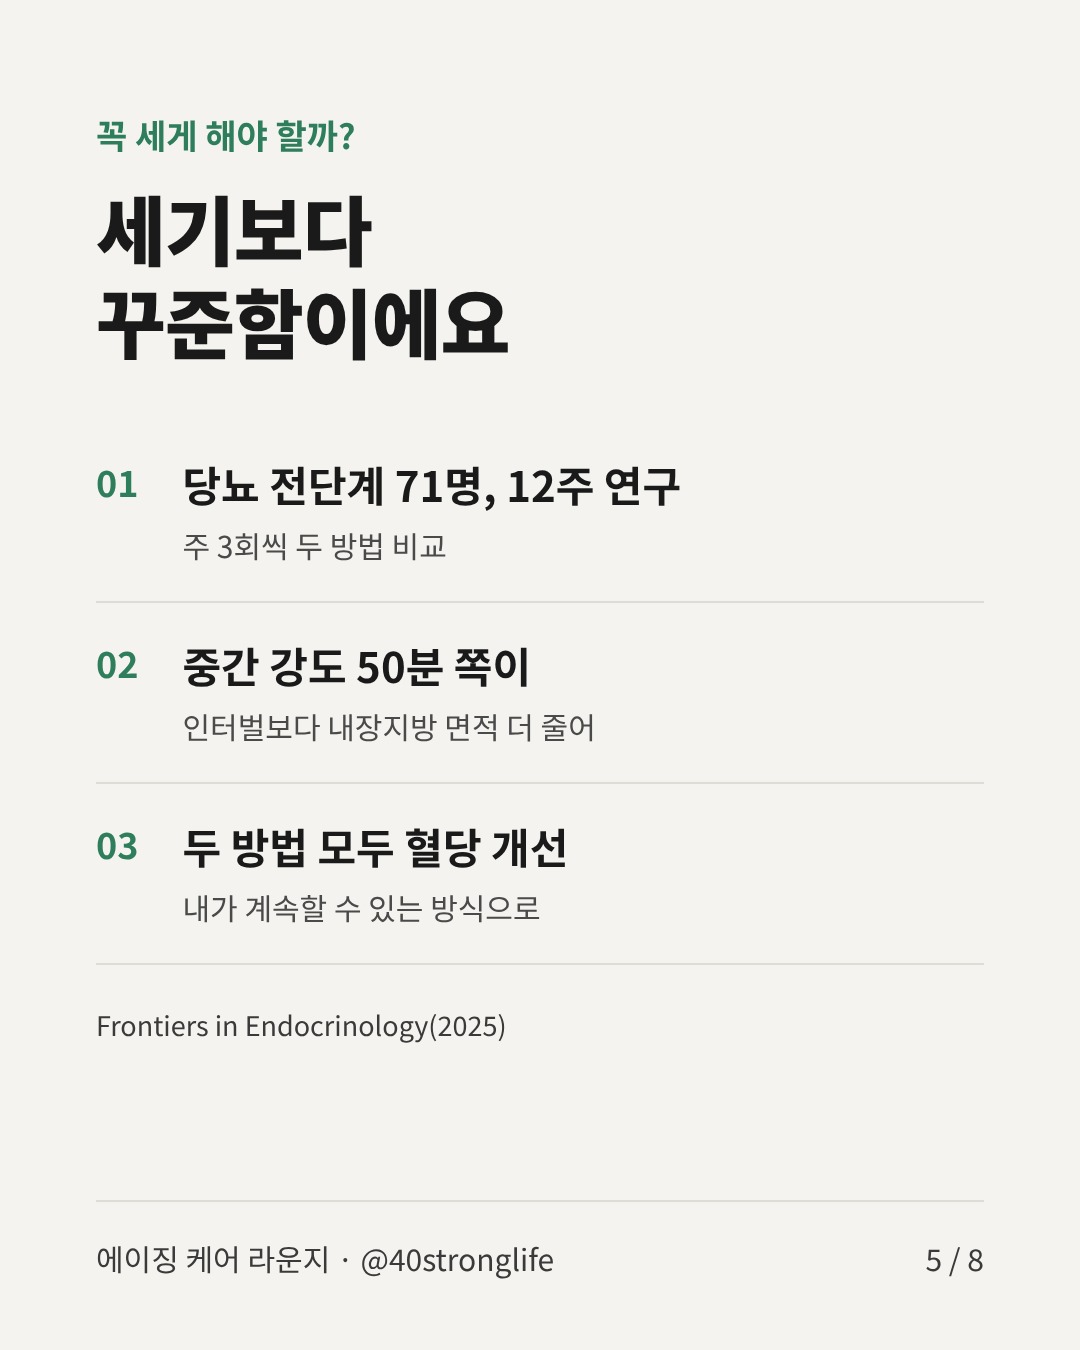 꼭 세게 해야 할까?
세기보다
꾸준함이에요
01 당뇨 전단계 71명, 12주 연구
주 3회씩 두 방법 비교
02 중간 강도 50분 쪽이
인터벌보다 내장지방 면적 더 줄어
03 두 방법 모두 혈당 개선
내가 계속할 수 있는 방식으로
Frontiers in Endocrinology(2025)
에이징 케어 라운지 · @40stronglife 5 / 8